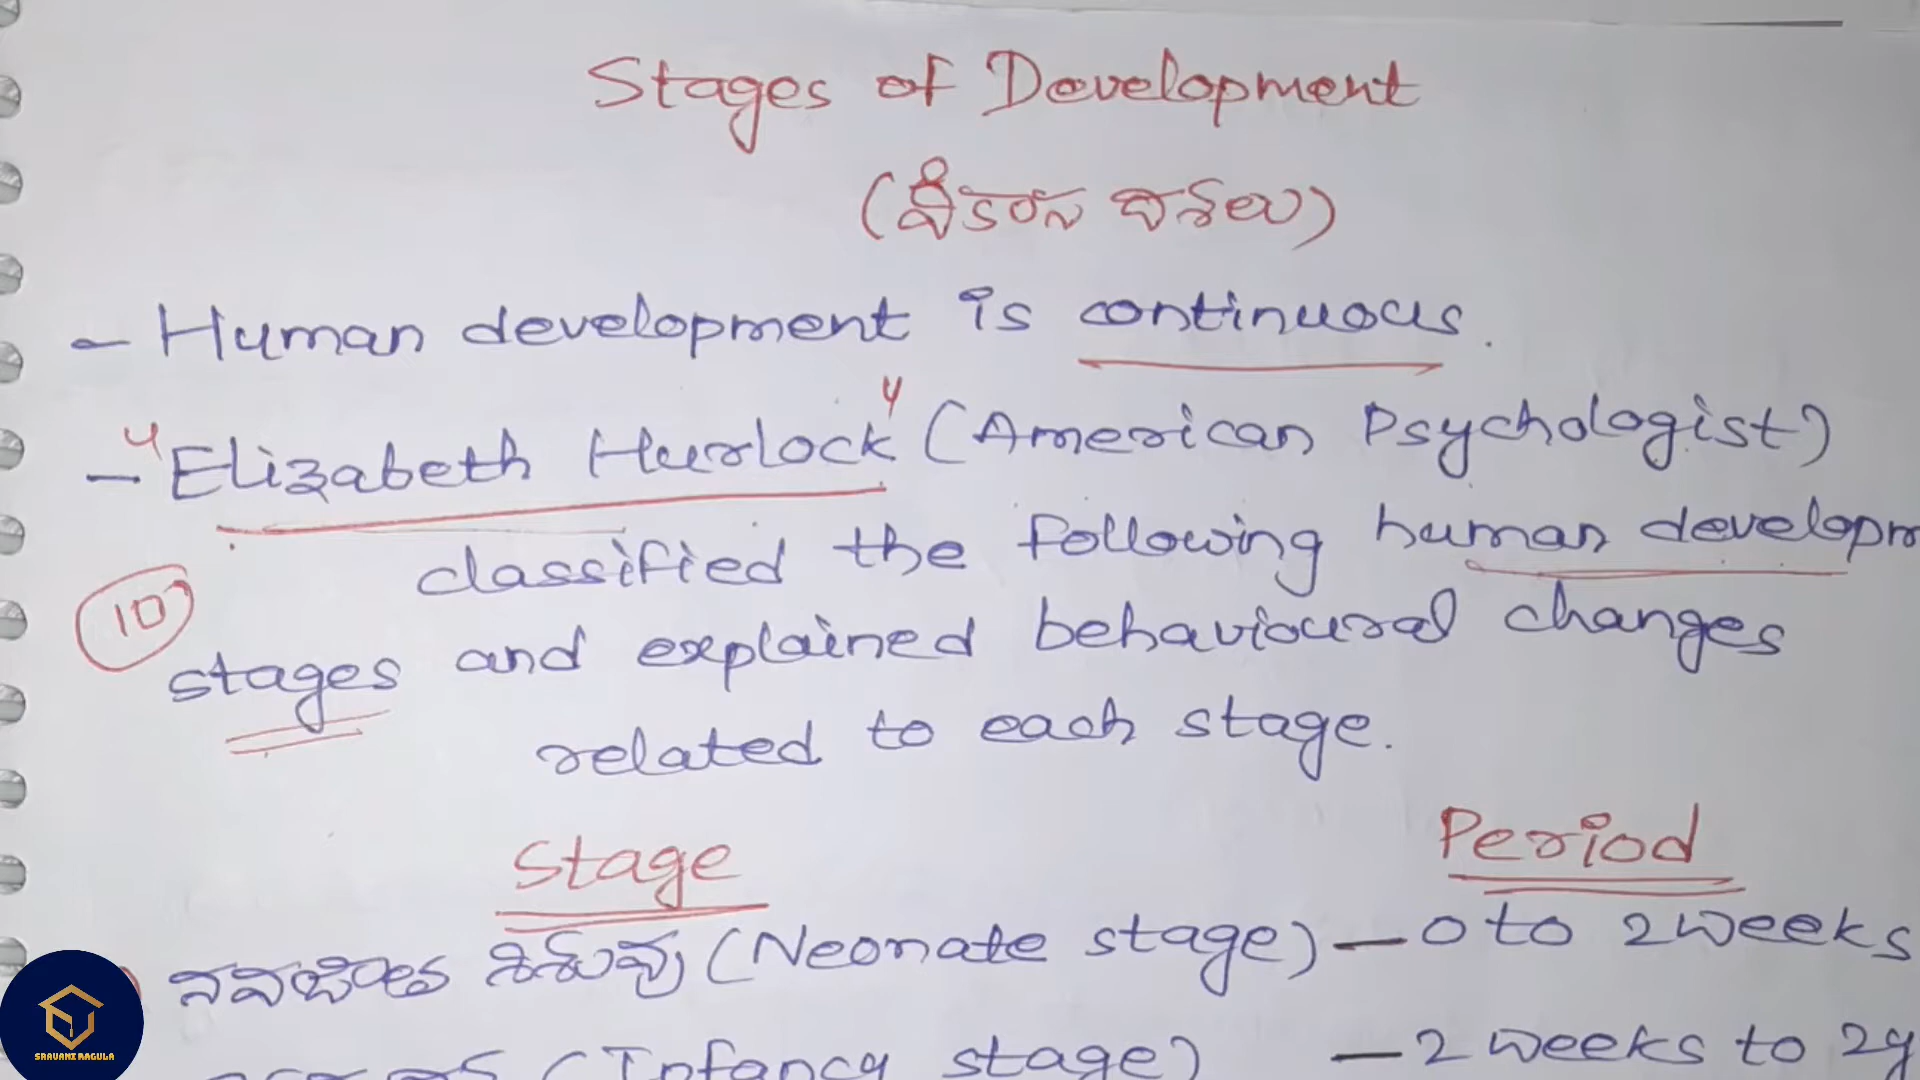 Stages of Development
(వికాస దశలు)
- Human development is continuous.
- Elizabeth Hurlock (American Psychologist)
classified the following human developm
10
stages and explained behavioural changes
related to each stage.
Stage Period
నవజాత శిశువు (Neonate stage) - 0 to 2 weeks
(Infancy stage) - 2 weeks to 2y
SRAVANI RAGULA